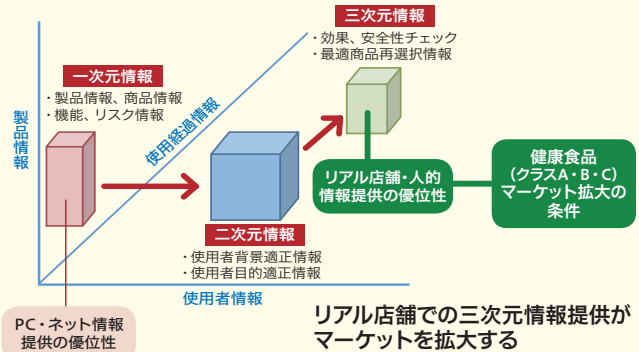 三次元情報
・効果、安全性チェック
・最適商品再選択情報
一次元情報
・製品情報、商品情報
・機能、リスク情報
製品情報
使用経過情報
リアル店舗・人的
情報提供の優位性
健康食品
（クラスA・B・C）
マーケット拡大の
条件
二次元情報
・使用者背景適正情報
・使用者目的適正情報
使用者情報
PC・ネット情報
提供の優位性
リアル店舗での三次元情報提供が
マーケットを拡大する